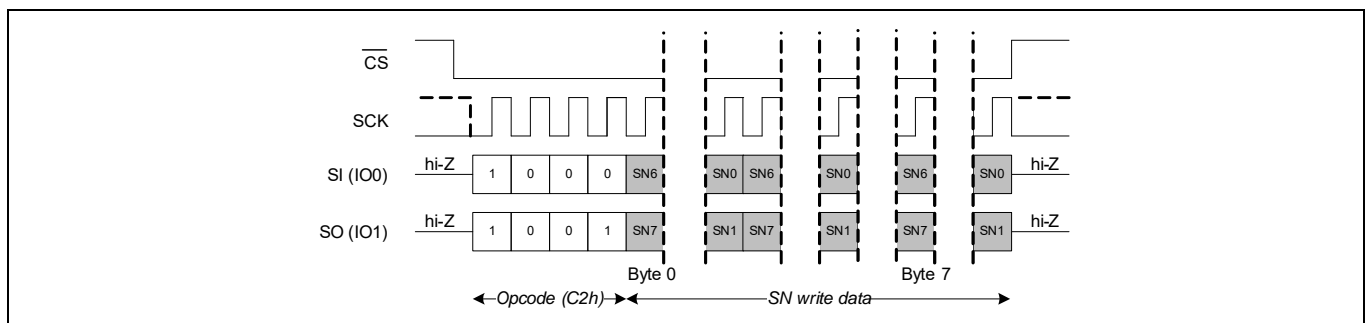 CS
SCK
SI (IO0) hi-Z 1 0 0 0 SN6 SN0 SN6 SN0 SN6 SN0 hi-Z
SO (IO1) hi-Z 1 0 0 1 SN7 SN1 SN7 SN1 SN7 SN1 hi-Z
Byte 0 Byte 7
Opcode (C2h) SN write data